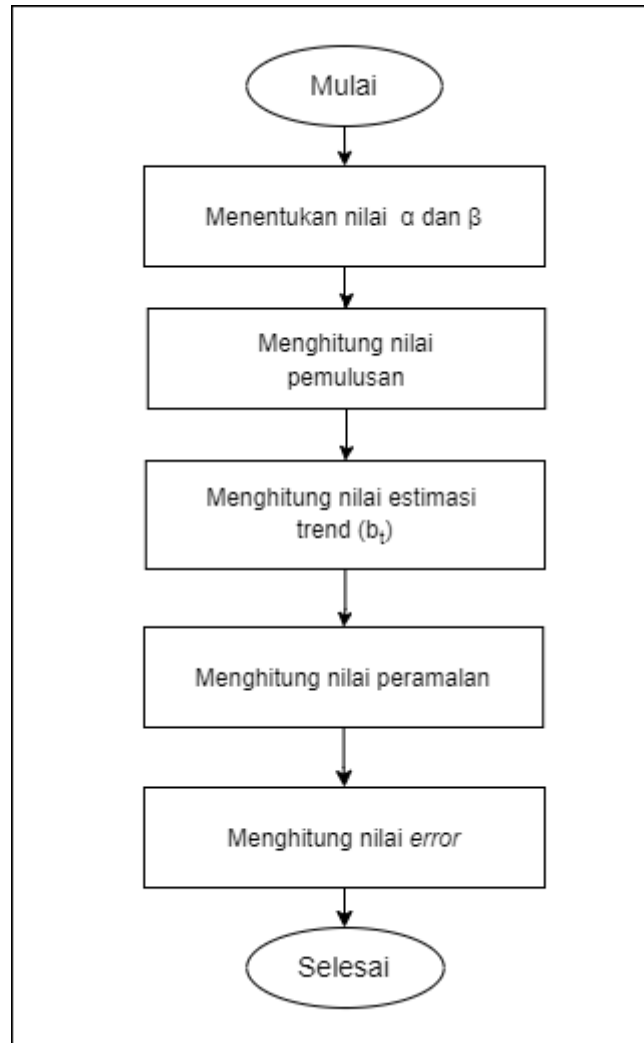 Mulai
Menentukan nilai α dan β
Menghitung nilai
pemulusan
Menghitung nilai estimasi
trend (bₜ)
Menghitung nilai peramalan
Menghitung nilai error
Selesai